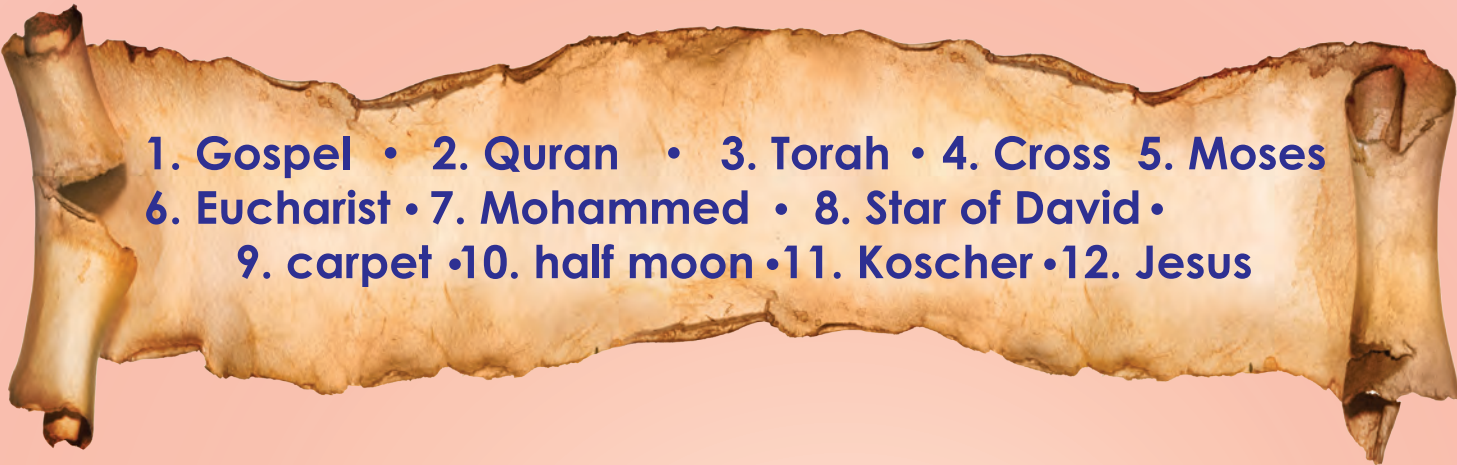 1. Gospel • 2. Quran • 3. Torah • 4. Cross 5. Moses
6. Eucharist • 7. Mohammed • 8. Star of David •
9. carpet •10. half moon •11. Koscher •12. Jesus